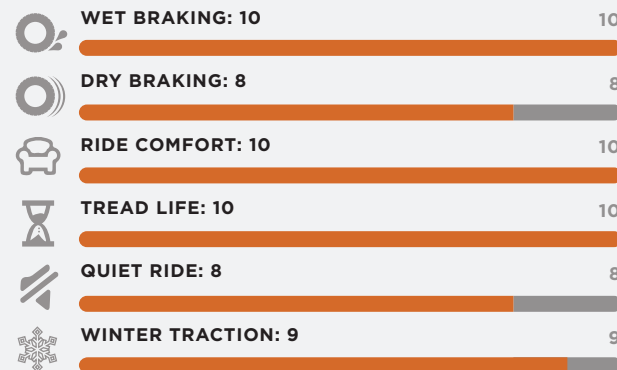 WET BRAKING: 10 10
DRY BRAKING: 8 8
RIDE COMFORT: 10 10
TREAD LIFE: 10 10
QUIET RIDE: 8 8
WINTER TRACTION: 9 9